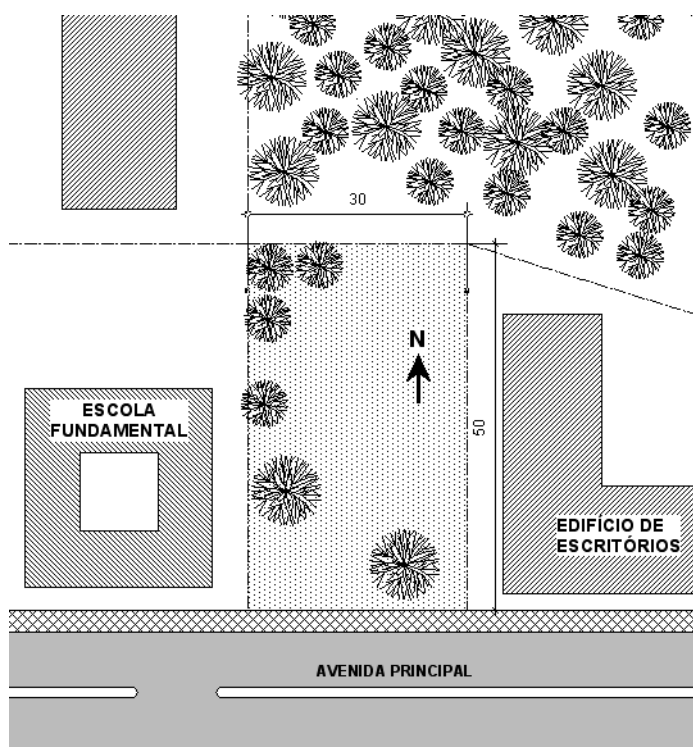 30
N
50
ESCOLA
FUNDAMENTAL
EDIFÍCIO DE
ESCRITÓRIOS
AVENIDA PRINCIPAL